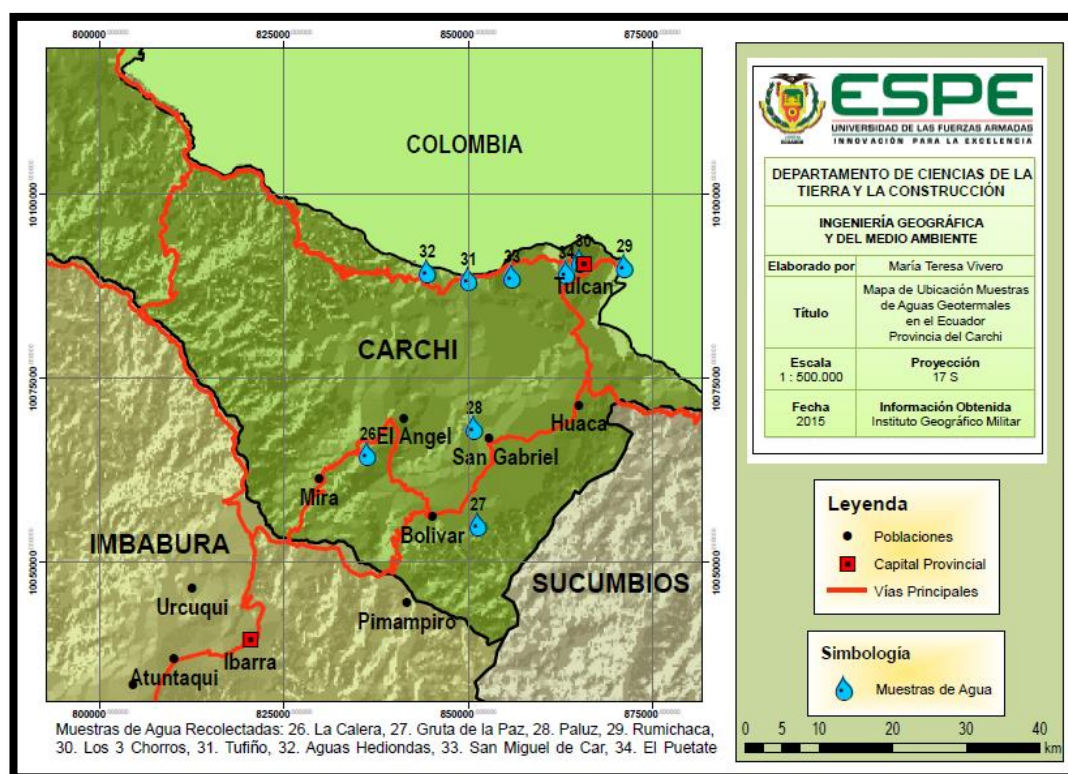 800000 825000 850000 875000
10100000
10075000
10050000
10100000
10075000
10050000
COLOMBIA
32
31
33
34
30
29
Tulcan
CARCHI
26
El Angel
28
San Gabriel
Huaca
Mira
27
Bolivar
IMBABURA
SUCUMBIOS
Urcuqui
Pimampiro
Ibarra
Atuntaqui
800000 825000 850000 875000
Muestras de Agua Recolectadas: 26. La Calera, 27. Gruta de la Paz, 28. Paluz, 29. Rumichaca,
30. Los 3 Chorros, 31. Tufiño, 32. Aguas Hediondas, 33. San Miguel de Car, 34. El Puetate
ESPE
UNIVERSIDAD DE LAS FUERZAS ARMADAS
INNOVACIÓN PARA LA EXCELENCIA
ECUADOR
DEPARTAMENTO DE CIENCIAS DE LA
TIERRA Y LA CONSTRUCCIÓN
INGENIERÍA GEOGRÁFICA
Y DEL MEDIO AMBIENTE
Elaborado por María Teresa Vivero
Título
Mapa de Ubicación Muestras
de Aguas Geotermales
en el Ecuador
Provincia del Carchi
Escala
1 : 500.000
Proyección
17 S
Fecha
2015
Información Obtenida
Instituto Geográfico Militar
Leyenda
Poblaciones
Capital Provincial
Vías Principales
Simbología
Muestras de Agua
0 5 10 20 30 40
km